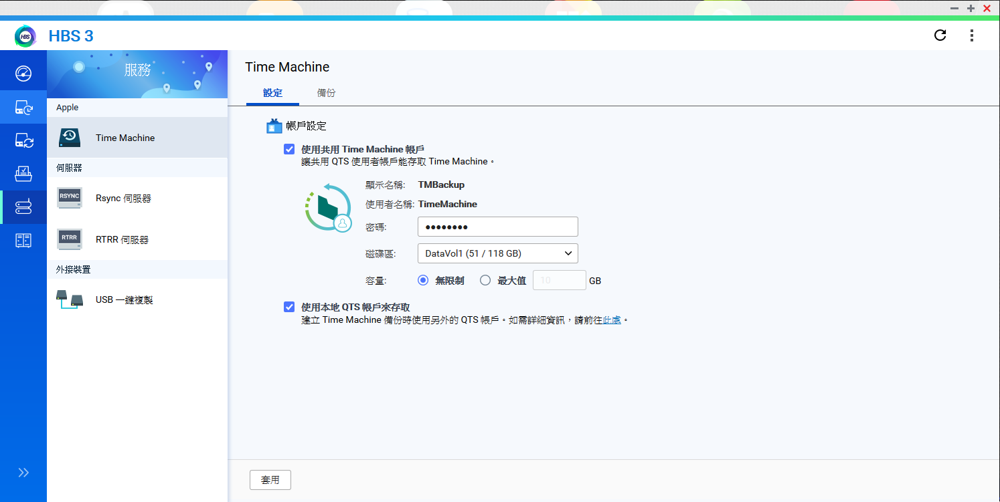 HBS
HBS 3
服務
Time Machine
設定
備份
Apple
Time Machine
伺服器
RSYNC
Rsync 伺服器
RTRR
RTRR 伺服器
外接裝置
USB 一鍵複製
帳戶設定
使用共用 Time Machine 帳戶
讓共用 QTS 使用者帳戶能存取 Time Machine。
顯示名稱: TMBackup
使用者名稱: TimeMachine
密碼: ●●●●●●●●
磁碟區: DataVol1 (51 / 118 GB)
容量: 無限制 最大值 10 GB
使用本地 QTS 帳戶來存取
建立 Time Machine 備份時使用另外的 QTS 帳戶。如需詳細資訊，請前往此處。
套用